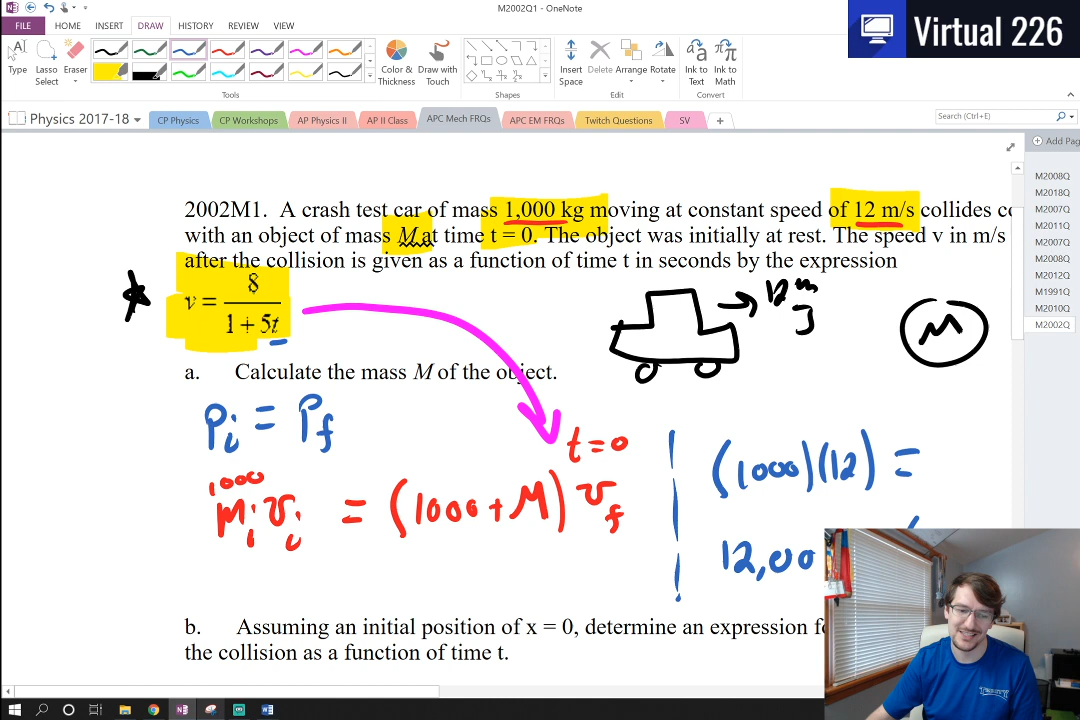 M2002Q1 - OneNote
Virtual 226
FILE HOME INSERT DRAW HISTORY REVIEW VIEW
Type Lasso Select Eraser Color & Thickness Draw with Touch Insert Space Delete Arrange Rotate Ink to Text Ink to Math
Tools Shapes Edit Convert
Physics 2017-18 CP Physics CP Workshops AP Physics II AP II Class APC Mech FRQs APC EM FRQs Twitch Questions SV + Search (Ctrl+E)
Add Pag
M2008Q
M2018Q
M2007Q
M2011Q
M2007Q
M2008Q
M2012Q
M1991Q
M2010Q
M2002Q
2002M1. A crash test car of mass 1,000 kg moving at constant speed of 12 m/s collides co
with an object of mass M at time t = 0. The object was initially at rest. The speed v in m/s
after the collision is given as a function of time t in seconds by the expression
v = 8 / 1 + 5t
12 m/s
M
a. Calculate the mass M of the object.
Pi = Pf
t = 0
1000
M₁ vᵢ = (1000 + M) vf
(1000)(12) =
12,00
b. Assuming an initial position of x = 0, determine an expression f
the collision as a function of time t.